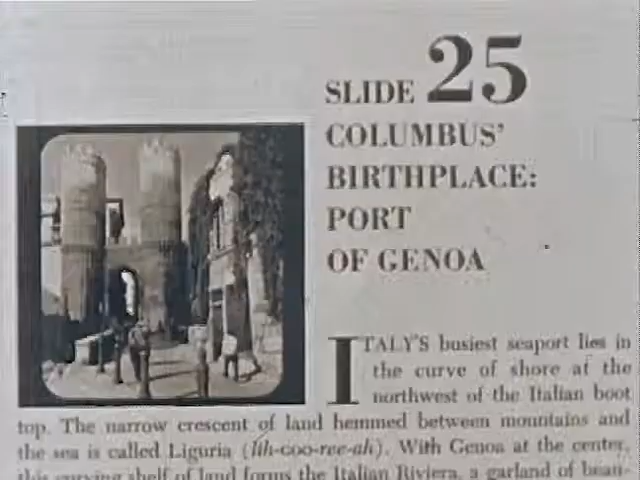 SLIDE 25
COLUMBUS'
BIRTHPLACE:
PORT
OF GENOA
ITALY'S busiest seaport lies in
the curve of shore at the
northwest of the Italian boot
top. The narrow crescent of land hemmed between mountains and
the sea is called Liguria (lih-coo-ree-ah). With Genoa at the center,
this curving shelf of land forms the Italian Riviera, a garland of beau-